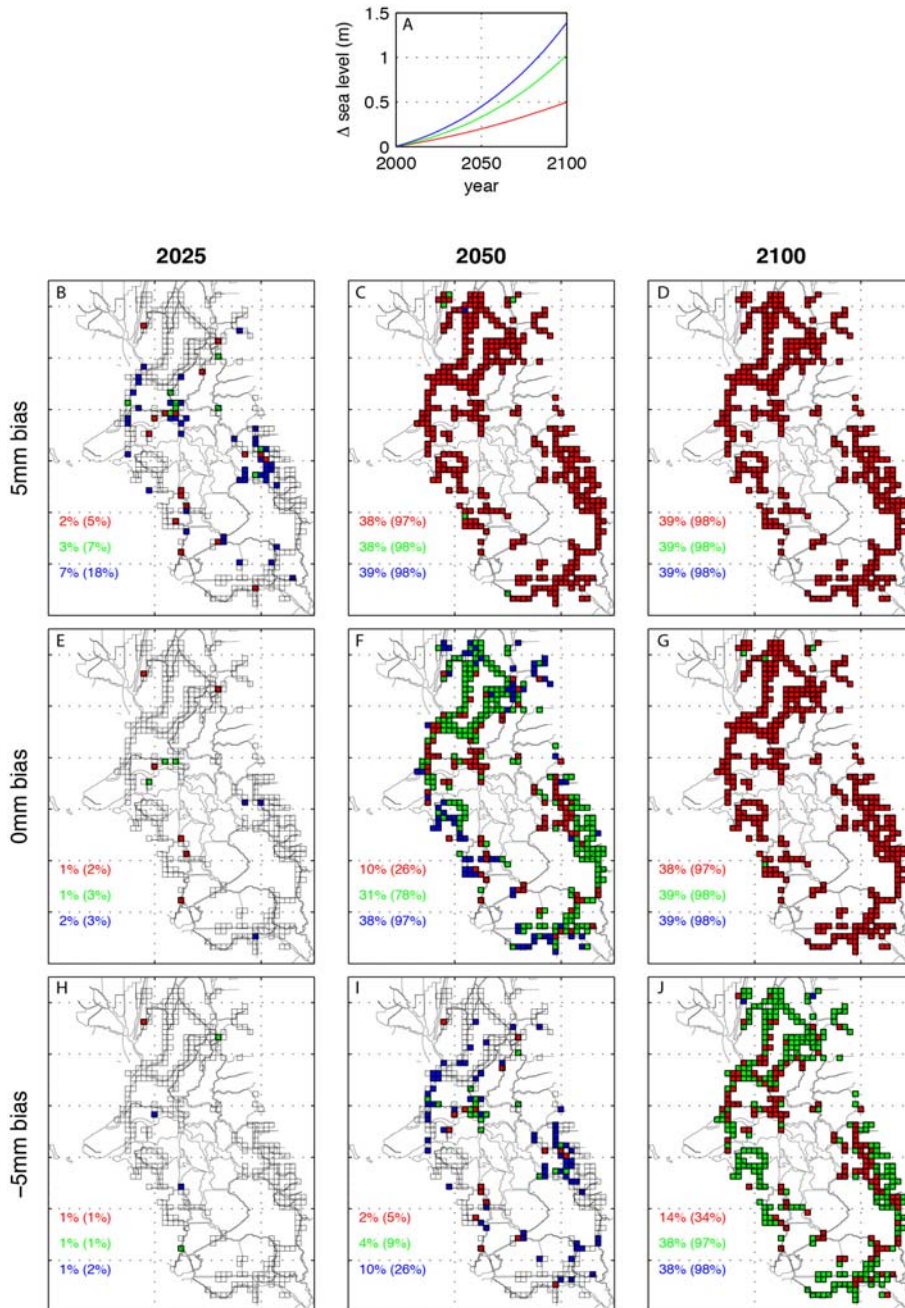 A
Δ sea level (m)
1.5
1
0.5
0
2000 2050 2100
year
2025 2050 2100
5mm bias
B
2% (5%)
3% (7%)
7% (18%)
C
38% (97%)
38% (98%)
39% (98%)
D
39% (98%)
39% (98%)
39% (98%)
0mm bias
E
1% (2%)
1% (3%)
2% (3%)
F
10% (26%)
31% (78%)
38% (97%)
G
38% (97%)
39% (98%)
39% (98%)
−5mm bias
H
1% (1%)
1% (1%)
1% (2%)
I
2% (5%)
4% (9%)
10% (26%)
J
14% (34%)
38% (97%)
38% (98%)